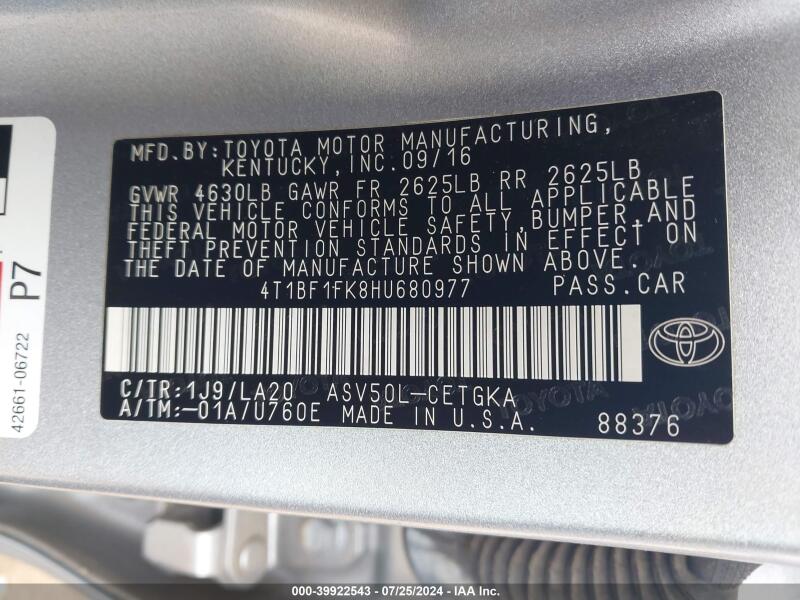 MFD.BY:TOYOTA MOTOR MANUFACTURING,
KENTUCKY,INC.09/16
GVWR 4630LB GAWR FR 2625LB RR 2625LB
THIS VEHICLE CONFORMS TO ALL APPLICABLE
FEDERAL MOTOR VEHICLE SAFETY,BUMPER,AND
THEFT PREVENTION STANDARDS IN EFFECT ON
THE DATE OF MANUFACTURE SHOWN ABOVE.
4T1BF1FK8HU680977 PASS.CAR
C/TR:1J9/LA20 ASV50L-CETGKA
A/TM:-01A/U760E MADE IN U.S.A. 88376
P7
42661-06722
TOYOTA
000-39922543 / 07/25/2024 - IAA Inc.